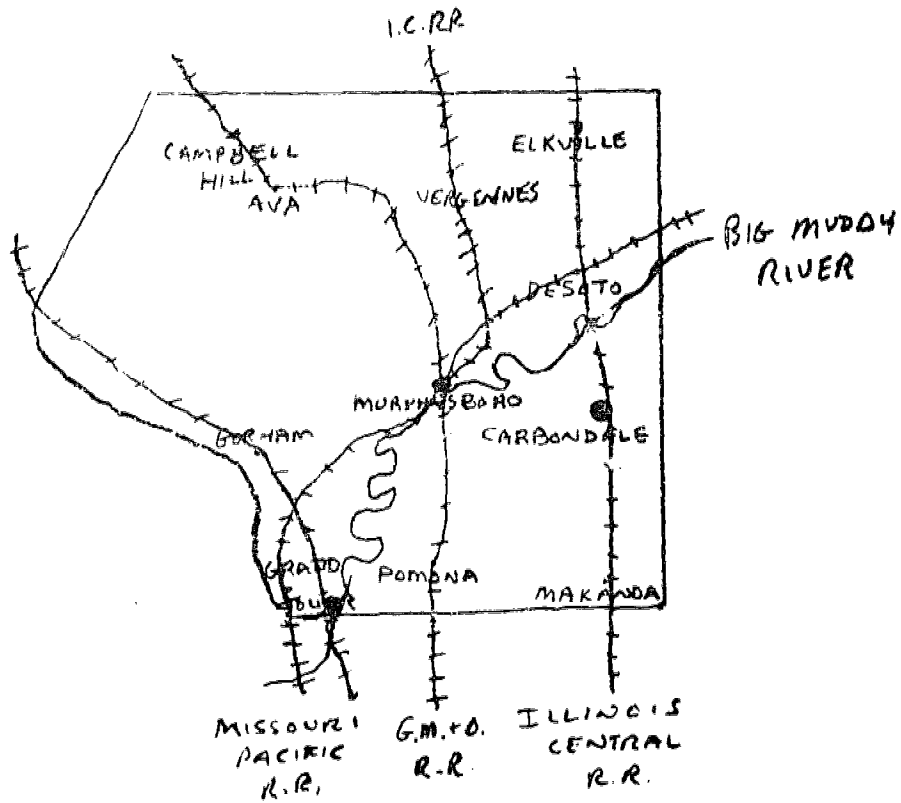 I.C.RR.
CAMPBELL
HILL
AVA
VERGENNES
ELKVILLE
BIG MUDDY
RIVER
DESOTO
MURPHYSBORO
CARBONDALE
GORHAM
GRAND
TOWER
POMONA
MAKANDA
MISSOURI
PACIFIC
R.R.
G.M.+O.
R.R.
ILLINOIS
CENTRAL
R.R.